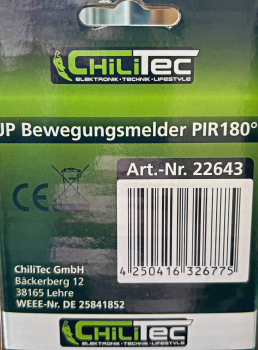 CHILITEC
ELEKTRONIK - TECHNIK - LIFESTYLE
UP Bewegungsmelder PIR180°
Art.-Nr. 22643
CE
4 250416 326775
ChiliTec GmbH
Bäckerberg 12
38165 Lehre
WEEE-Nr. DE 25841852
CHILITEC
ELEKTRONIK - TECHNIK - LIFESTYLE